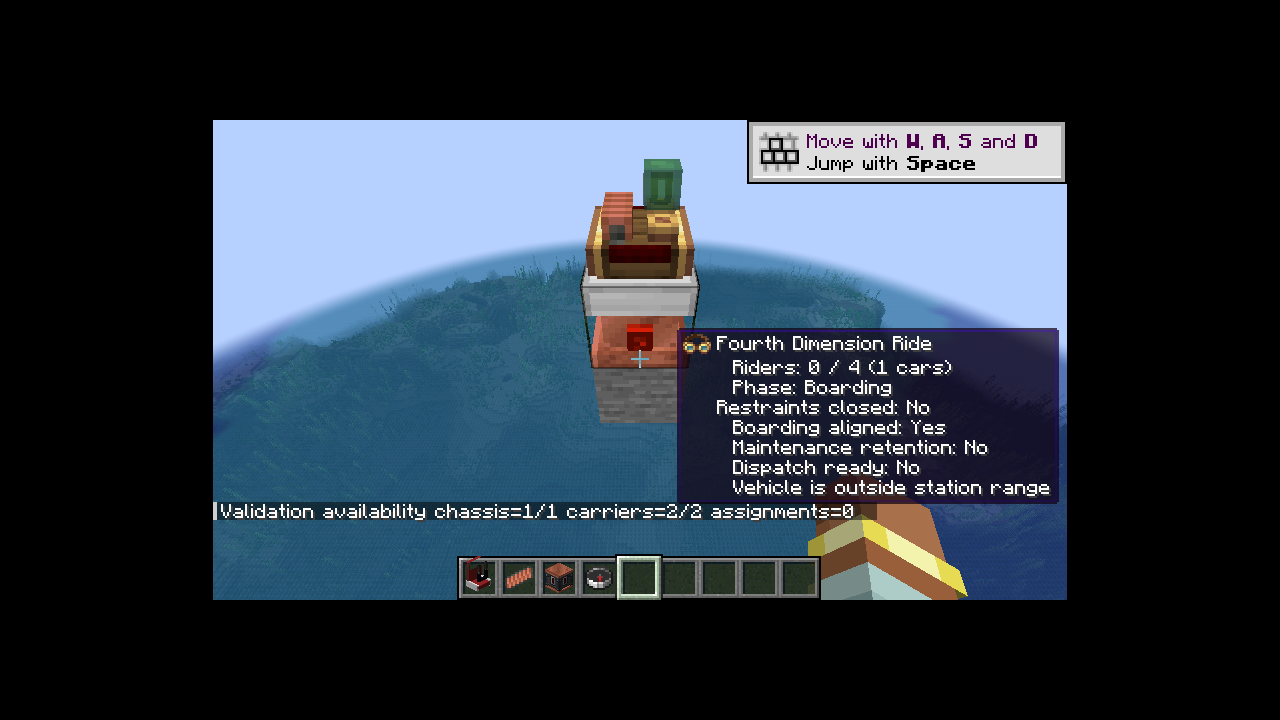 Move with W, A, S and D
Jump with Space
Fourth Dimension Ride
Riders: 0 / 4 (1 cars)
Phase: Boarding
Restraints closed: No
Boarding aligned: Yes
Maintenance retention: No
Dispatch ready: No
Vehicle is outside station range
Validation availability chassis=1/1 carriers=2/2 assignments=0